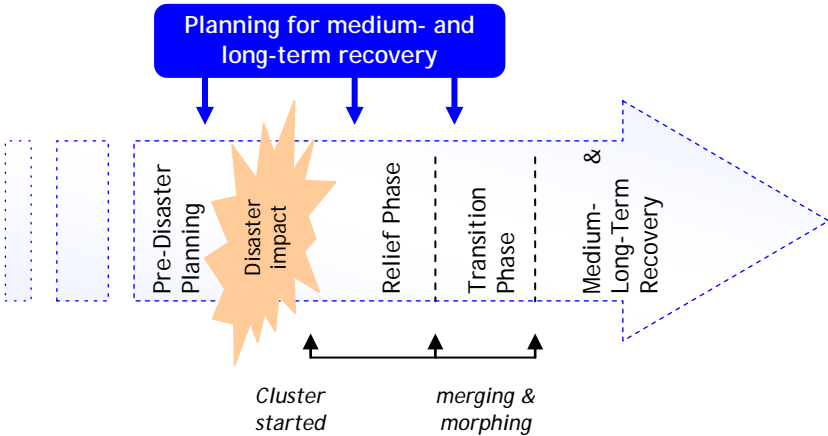 Planning for medium- and
long-term recovery
Pre-Disaster
Planning
Disaster
impact
Relief Phase
Transition
Phase
Medium- &
Long-Term
Recovery
Cluster
started
merging &
morphing